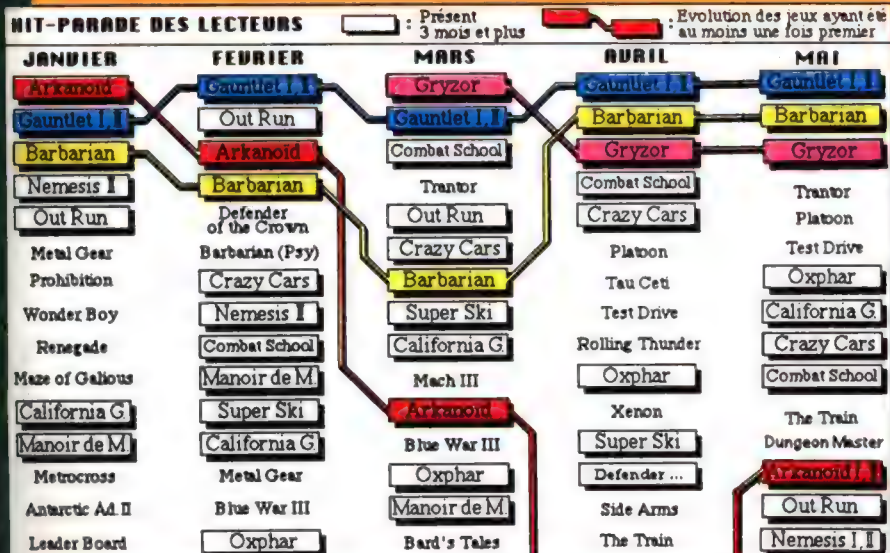 HIT-PARADE DES LECTEURS
: Présent
3 mois et plus
: Evolution des jeux ayant été
au moins une fois premier
JANVIER
Arkanoïd
Gauntlet I, II
Barbarian
Nemesis II
Out Run
Metal Gear
Prohibition
Wonder Boy
Renegade
Maze of Galious
California G.
Manoir de M.
Metrocross
Antarctic Ad. II
Leader Board
FEVRIER
Gauntlet I, II
Out Run
Arkanoïd
Barbarian
Defender
of the Crown
Barbarian (Psy)
Crazy Cars
Nemesis II
Combat School
Manoir de M.
Super Ski
California G.
Metal Gear
Blue War III
Oxphar
MARS
Gryzor
Gauntlet I, II
Combat School
Trantor
Out Run
Crazy Cars
Barbarian
Super Ski
California G.
Mach III
Arkanoïd
Blue War III
Oxphar
Manoir de M.
Bard's Tales
AVRIL
Gauntlet I, II
Barbarian
Gryzor
Combat School
Crazy Cars
Platoon
Tau Ceti
Test Drive
Rolling Thunder
Oxphar
Xenon
Super Ski
Defender ...
Side Arms
The Train
MAI
Gauntlet I, II
Barbarian
Gryzor
Trantor
Platoon
Test Drive
Oxphar
California G.
Crazy Cars
Combat School
The Train
Dungeon Master
Arkanoïd I, II
Out Run
Nemesis I, II